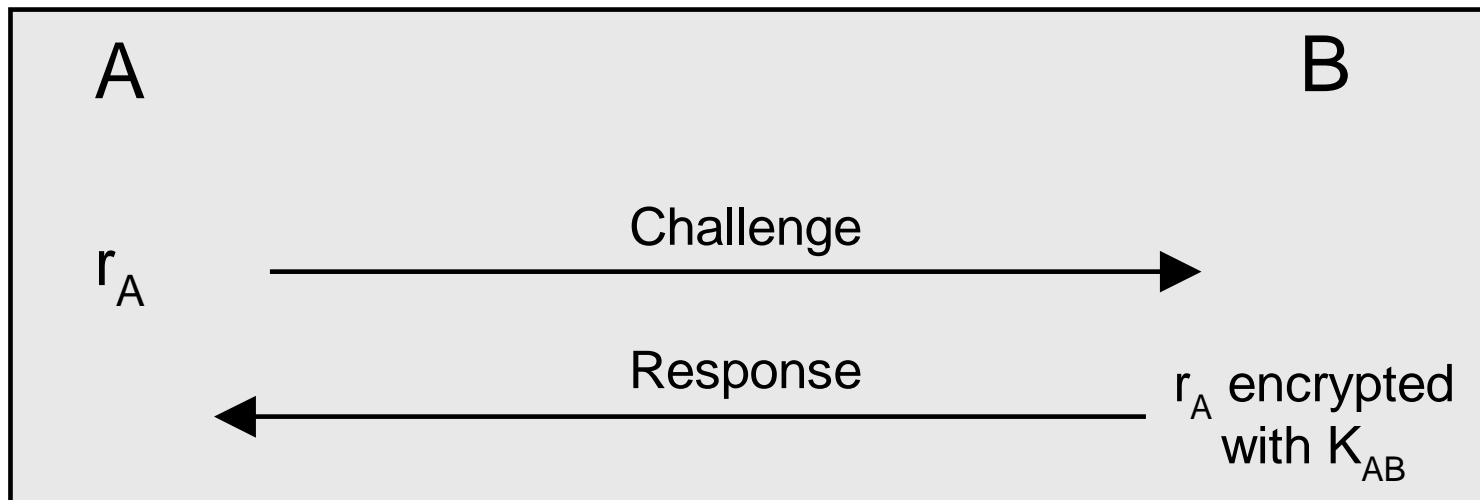 A
B
Challenge
r_A
Response
r_A encrypted
with K_AB